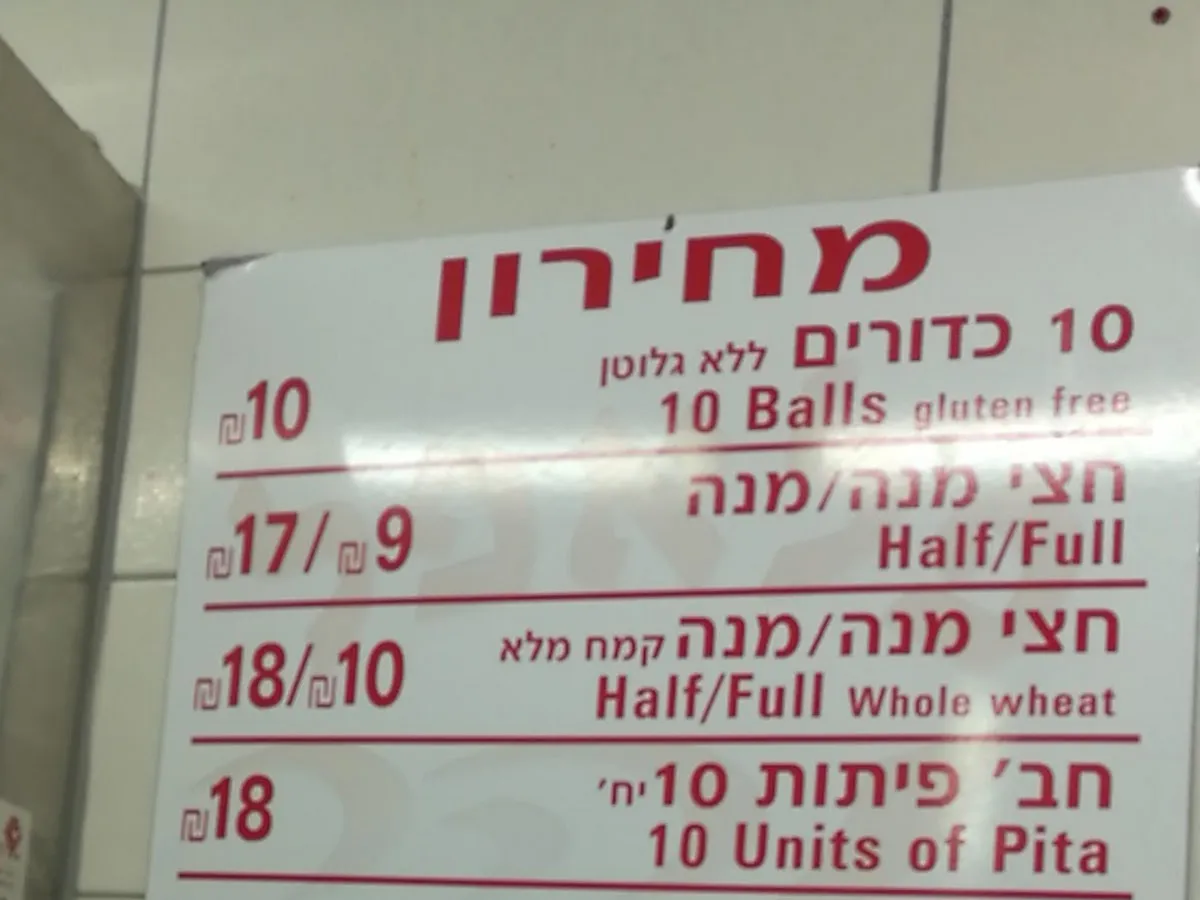 מחירון
10 כדורים ללא גלוטן
10 Balls gluten free
₪10
חצי מנה/מנה
Half/Full
₪17/₪9
חצי מנה/מנה קמח מלא
Half/Full Whole wheat
₪18/₪10
חב׳ פיתות 10 יח׳
10 Units of Pita
₪18